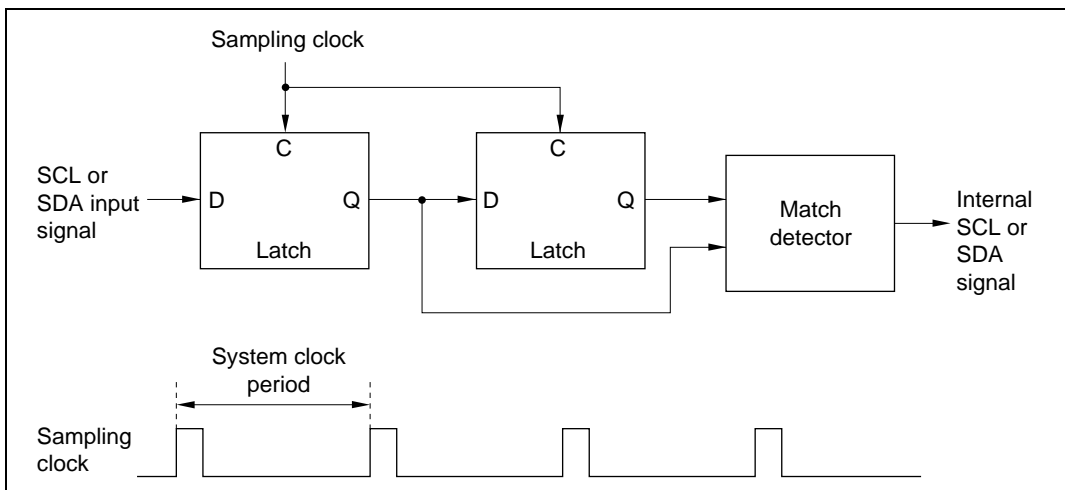 Sampling clock
C
C
SCL or
SDA input
signal
D
Q
D
Q
Latch
Latch
Match
detector
Internal
SCL or
SDA
signal
System clock
period
Sampling
clock